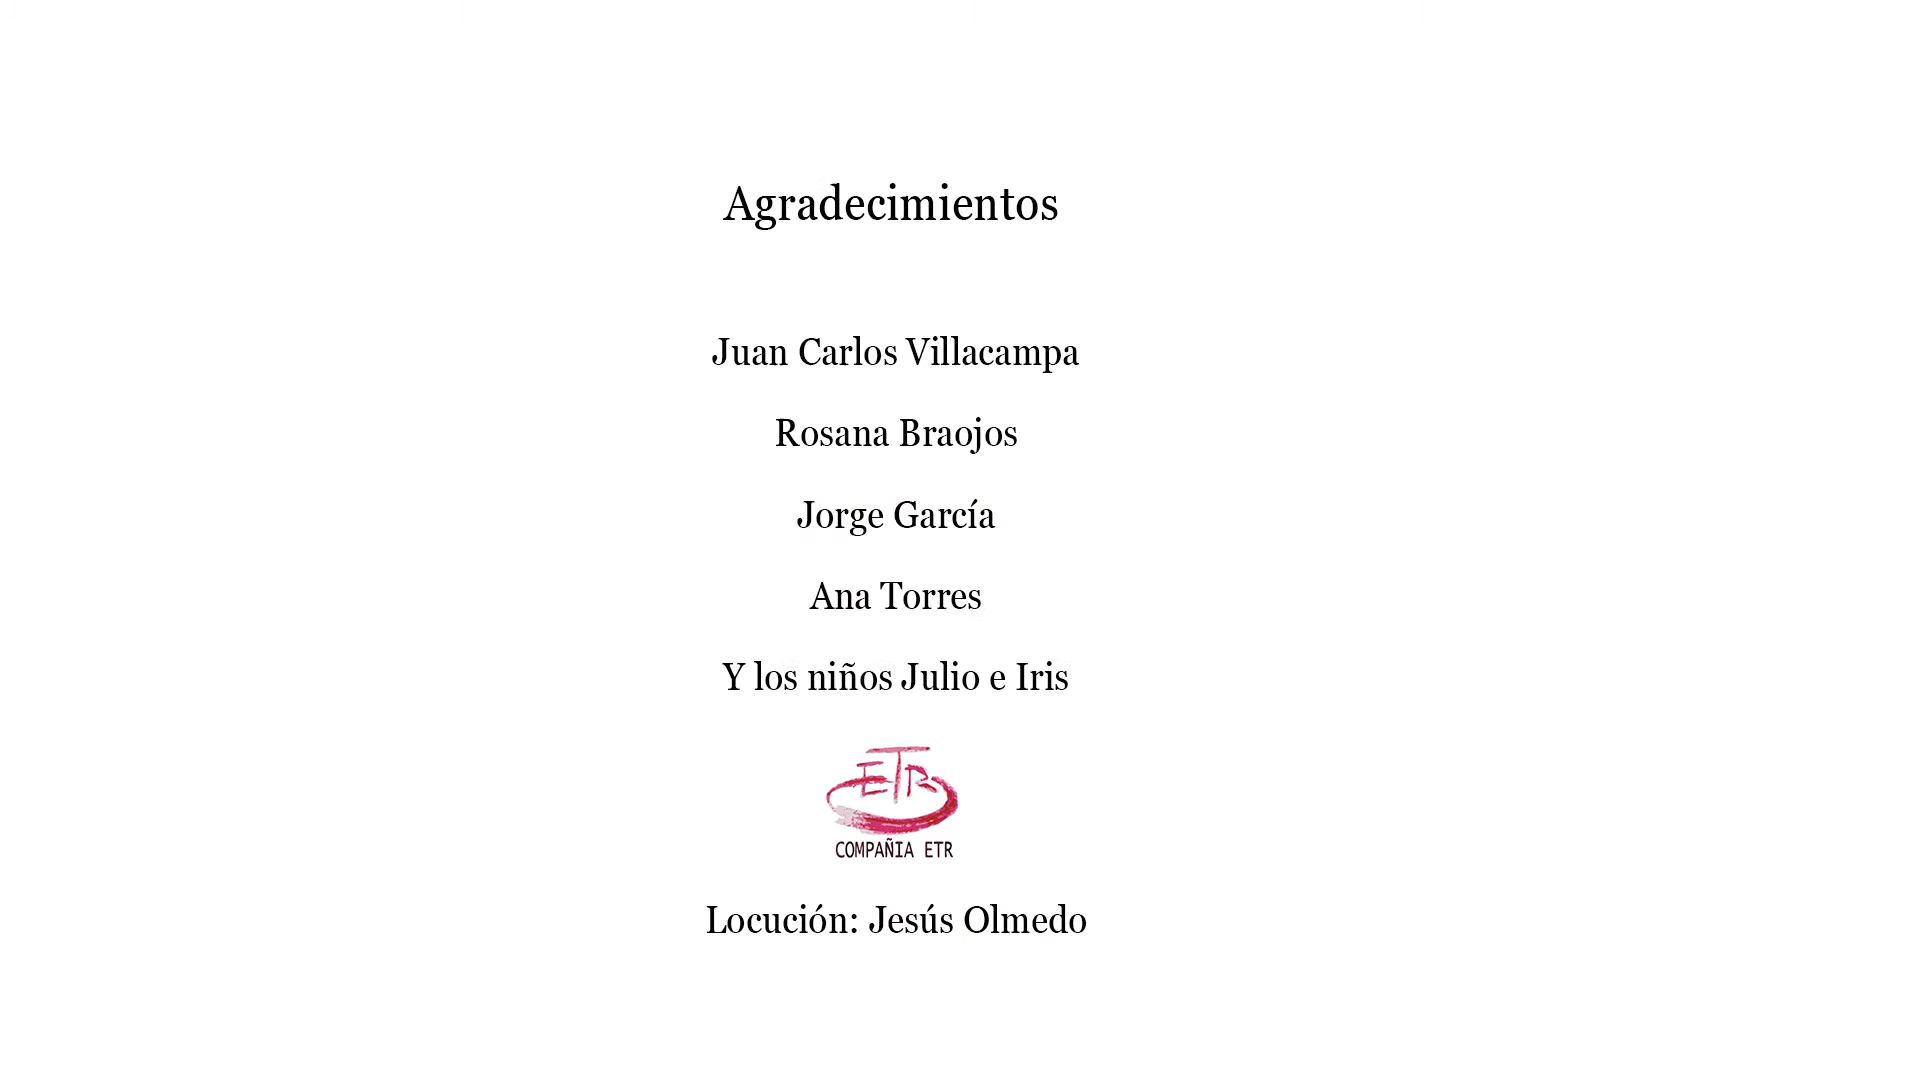 Agradecimientos
Juan Carlos Villacampa
Rosana Braojos
Jorge García
Ana Torres
Y los niños Julio e Iris
ETR
COMPAÑIA ETR
Locución: Jesús Olmedo